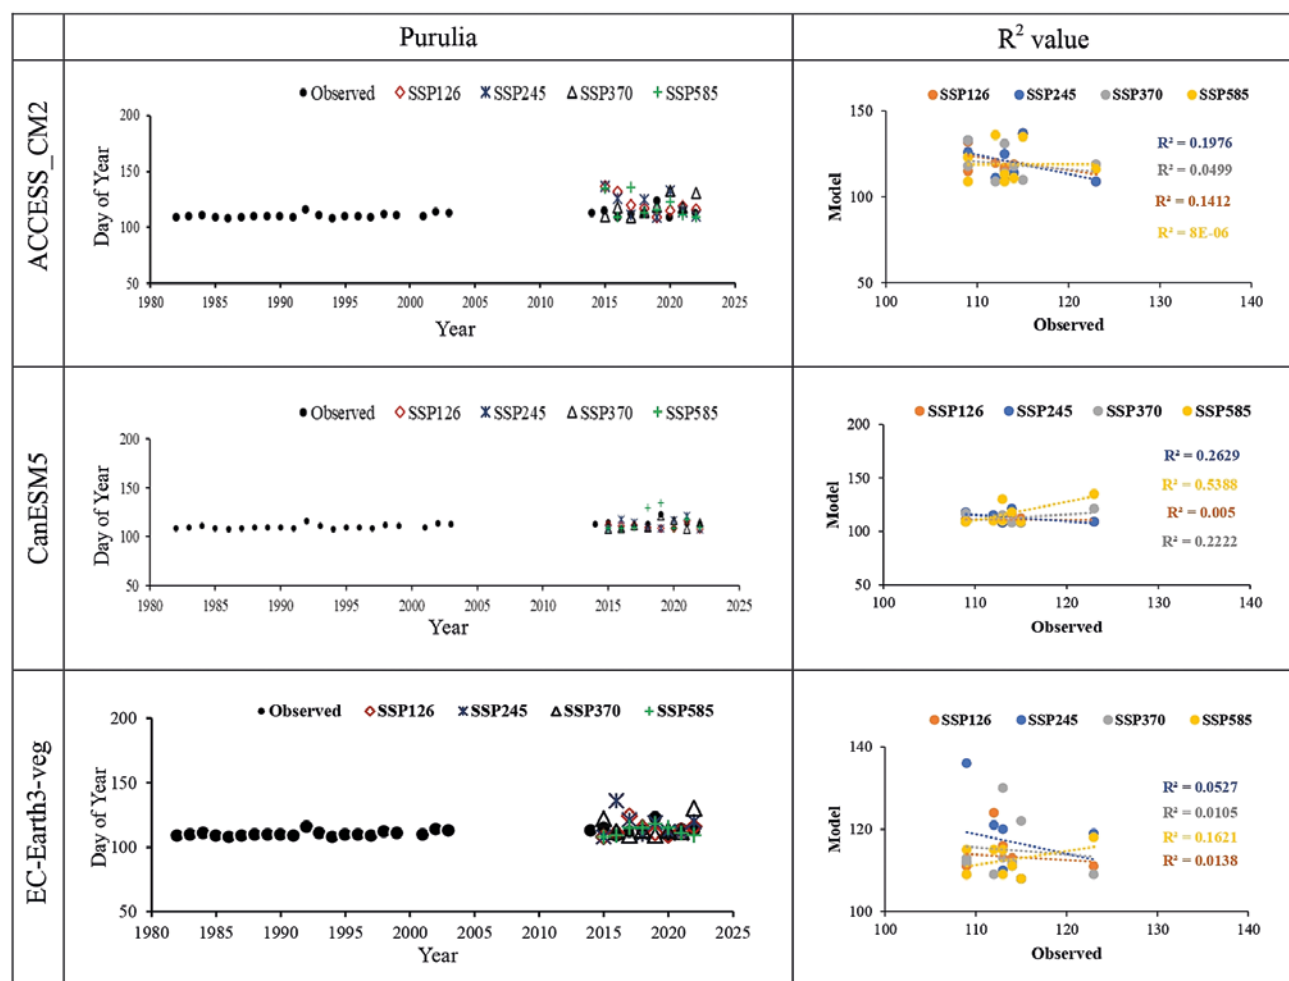 Purulia
R² value
ACCESS_CM2
Observed SSP126 SSP245 SSP370 SSP585
Day of Year
200
150
100
50
1980 1985 1990 1995 2000 2005 2010 2015 2020 2025
Year
SSP126 SSP245 SSP370 SSP585
Model
150
100
50
R² = 0.1976
R² = 0.0499
R² = 0.1412
R² = 8E-06
100 110 120 130 140
Observed
CanESM5
Observed SSP126 SSP245 SSP370 SSP585
Day of Year
200
150
100
50
1980 1985 1990 1995 2000 2005 2010 2015 2020 2025
Year
SSP126 SSP245 SSP370 SSP585
Model
200
150
100
50
R² = 0.2629
R² = 0.5388
R² = 0.005
R² = 0.2222
100 110 120 130 140
Observed
EC-Earth3-veg
Observed SSP126 SSP245 SSP370 SSP585
Day of Year
200
150
100
50
1980 1985 1990 1995 2000 2005 2010 2015 2020 2025
Year
SSP126 SSP245 SSP370 SSP585
Model
140
120
100
R² = 0.0527
R² = 0.0105
R² = 0.1621
R² = 0.0138
100 110 120 130 140
Observed